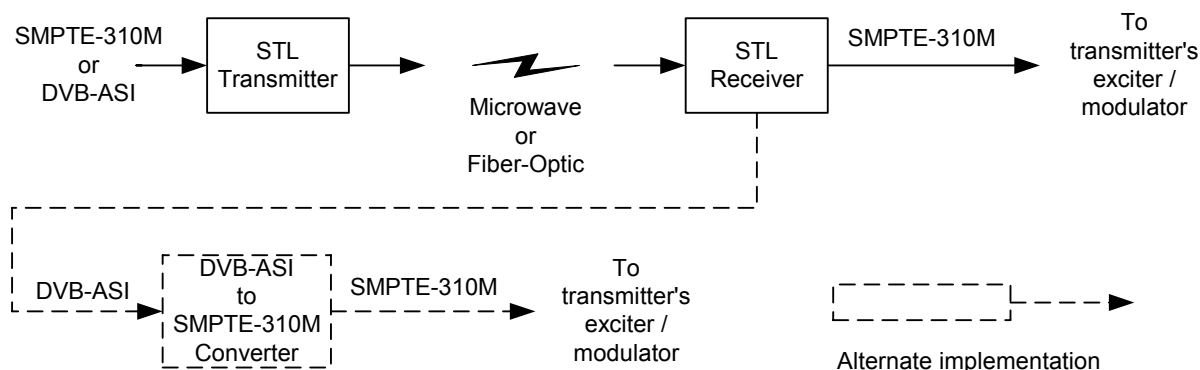 SMPTE-310M
or
DVB-ASI
STL
Transmitter
Microwave
or
Fiber-Optic
STL
Receiver
SMPTE-310M
To
transmitter's
exciter /
modulator
DVB-ASI
DVB-ASI
to
SMPTE-310M
Converter
SMPTE-310M
To
transmitter's
exciter /
modulator
Alternate implementation